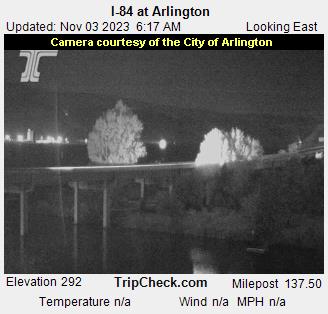 I-84 at Arlington
Updated: Nov 03 2023 6:17 AM Looking East
Camera courtesy of the City of Arlington
Elevation 292 TripCheck.com Milepost 137.50
Temperature n/a Wind n/a MPH n/a